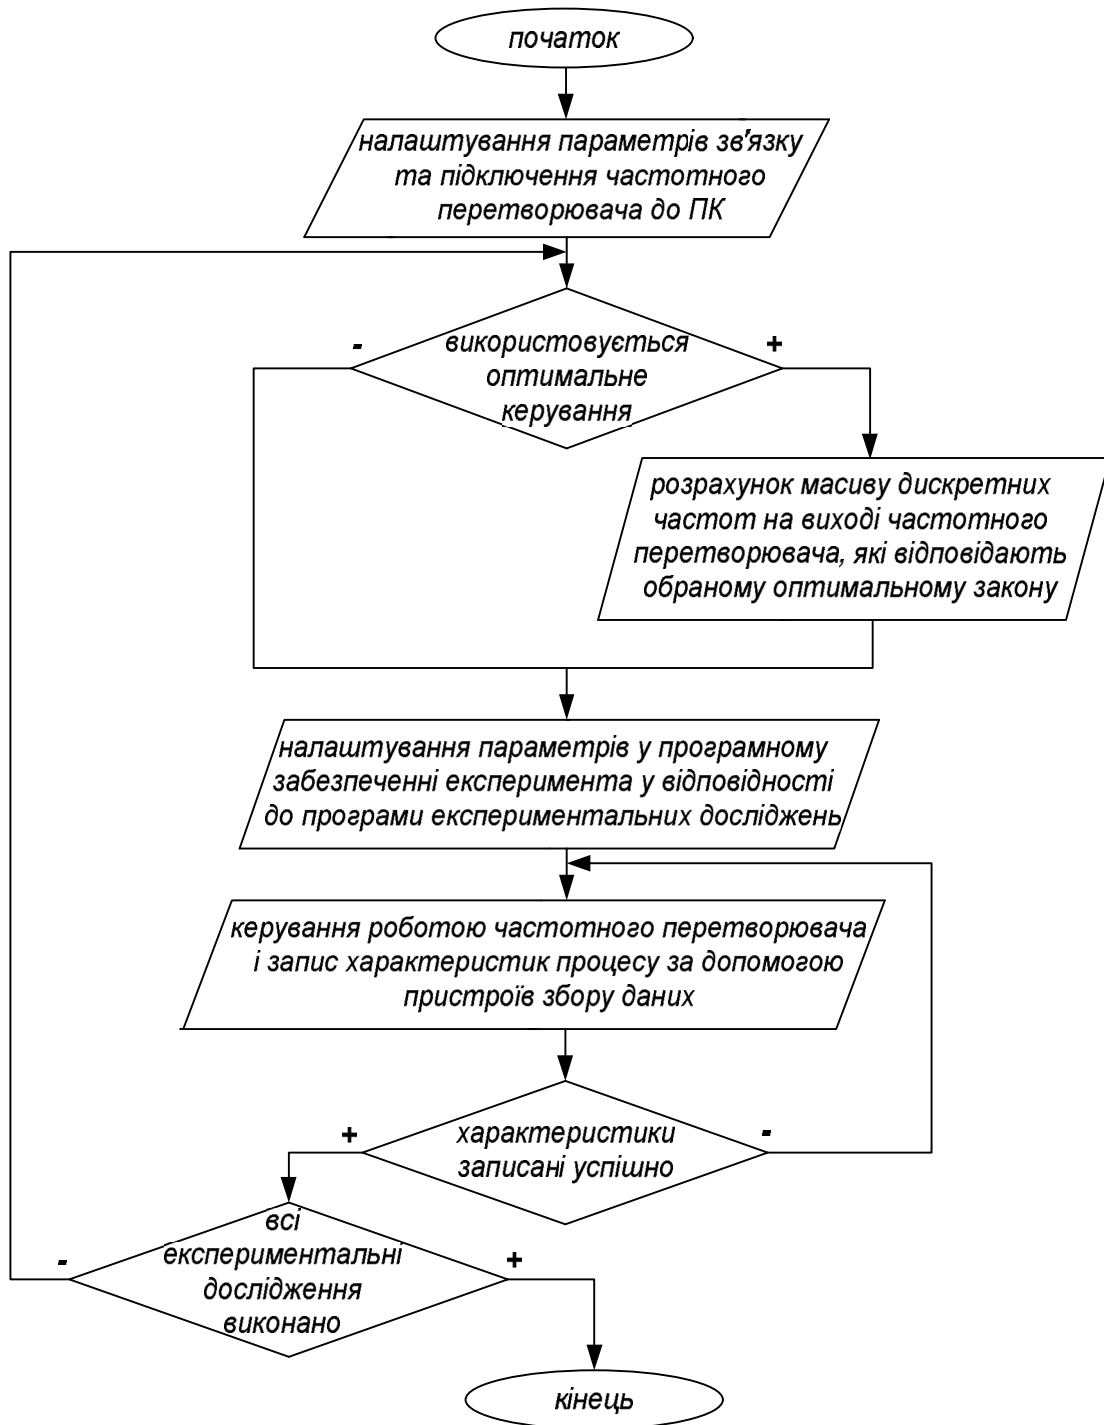 початок
налаштування параметрів зв'язку
та підключення частотного
перетворювача до ПК
-
використовується
оптимальне
керування
+
розрахунок масиву дискретних
частот на виході частотного
перетворювача, які відповідають
обраному оптимальному закону
налаштування параметрів у програмному
забезпеченні експеримента у відповідності
до програми експериментальних досліджень
керування роботою частотного перетворювача
і запис характеристик процесу за допомогою
пристроїв збору даних
+
характеристики
записані успішно
-
-
всі
експериментальні
дослідження
виконано
+
кінець